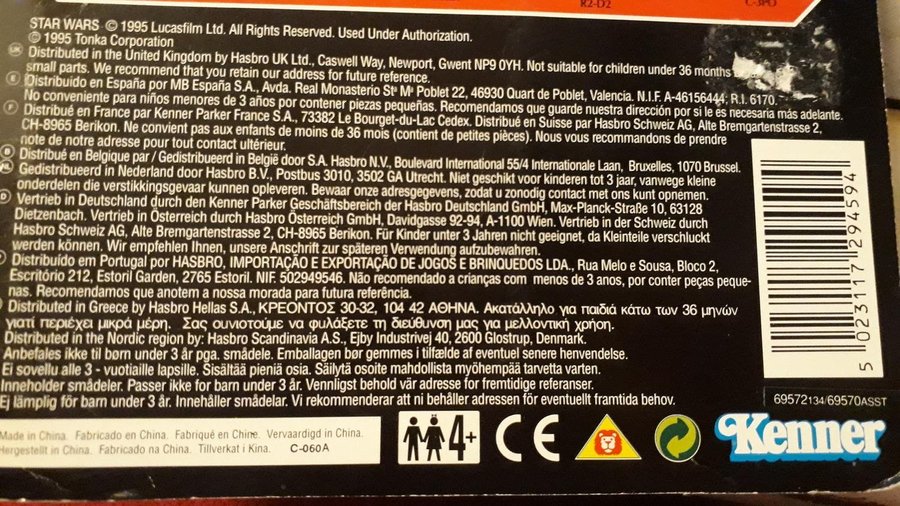 R2-D2
C-3PO
STAR WARS © 1995 Lucasfilm Ltd. All Rights Reserved. Used Under Authorization.
© 1995 Tonka Corporation
UK Distributed in the United Kingdom by Hasbro UK Ltd., Caswell Way, Newport, Gwent NP9 0YH. Not suitable for children under 36 months
small parts. We recommend that you retain our address for future reference.
E Distribuído en España por MB España S.A., Avda. Real Monasterio Stª Mª Poblet 22, 46930 Quart de Poblet, Valencia. N.I.F. A-46156444; R.I. 6170.
No conveniente para niños menores de 3 años por contener piezas pequeñas. Recomendamos que guarde nuestra dirección por si le es necesaria más adelante.
F Distribué en France par Kenner Parker France S.A., 73382 Le Bourget-du-Lac Cedex. Distribué en Suisse par Hasbro Schweiz AG, Alte Bremgartenstrasse 2,
CH-8965 Berikon. Ne convient pas aux enfants de moins de 36 mois (contient de petites pièces). Nous vous recommandons de prendre
note de notre adresse pour tout contact ultérieur.
B Distribué en Belgique par / Gedistribueerd in België door S.A. Hasbro N.V., Boulevard International 55/4 Internationale Laan, Bruxelles, 1070 Brussel.
NL Gedistribueerd in Nederland door Hasbro B.V., Postbus 3010, 3502 GA Utrecht. Niet geschikt voor kinderen tot 3 jaar, vanwege kleine
onderdelen die verstikkingsgevaar kunnen opleveren. Bewaar onze adresgegevens, zodat u zonodig contact met ons kunt opnemen.
D Vertrieb in Deutschland durch den Kenner Parker Geschäftsbereich der Hasbro Deutschland GmbH, Max-Planck-Straße 10, 63128
Dietzenbach. Vertrieb in Österreich durch Hasbro Österreich GmbH, Davidgasse 92-94, A-1100 Wien. Vertrieb in der Schweiz durch
Hasbro Schweiz AG, Alte Bremgartenstrasse 2, CH-8965 Berikon. Für Kinder unter 3 Jahren nicht geeignet, da Kleinteile verschluckt
werden können. Wir empfehlen Ihnen, unsere Anschrift zur späteren Verwendung aufzubewahren.
Distribuído em Portugal por HASBRO, IMPORTAÇÃO E EXPORTAÇÃO DE JOGOS E BRINQUEDOS LDA., Rua Melo e Sousa, Bloco 2,
Escritório 212, Estoril Garden, 2765 Estoril. NIF. 502949546. Não recomendado a crianças com menos de 3 anos, por conter peças peque-
nas. Recomendamos que anotem a nossa morada para futura referência.
Distributed in Greece by Hasbro Hellas S.A., ΚΡΕΟΝΤΟΣ 30-32, 104 42 ΑΘΗΝΑ. Ακατάλληλο για παιδιά κάτω των 36 μηνών
γιατί περιέχει μικρά μέρη. Σας συνιστούμε να φυλάξετε τη διεύθυνση μας για μελλοντική χρήση.
Distributed in the Nordic region by: Hasbro Scandinavia A.S., Ejby Industrivej 40, 2600 Glostrup, Denmark.
Anbefales ikke til børn under 3 år pga. smådele. Emballagen bør gemmes i tilfælde af eventuel senere henvendelse.
Ei sovellu alle 3 - vuotiaille lapsille. Sisältää pieniä osia. Säilytä osoite mahdollista myöhempää tarvetta varten.
Inneholder smådeler. Passer ikke for barn under 3 år. Vennligst behold vår adresse for fremtidige referanser.
Ej lämplig för barn under 3 år. Innehåller smådelar. Vi rekommenderar att ni behåller adressen för eventuellt framtida behov.
5 023117 294594
69572134/69570ASST
Made in China. Fabricado en China. Fabriqué en Chine. Vervaardigd in China.
Hergestellt in China. Fabricado na China. Tillverkat i Kina. C-060A
4+
CE
Kenner